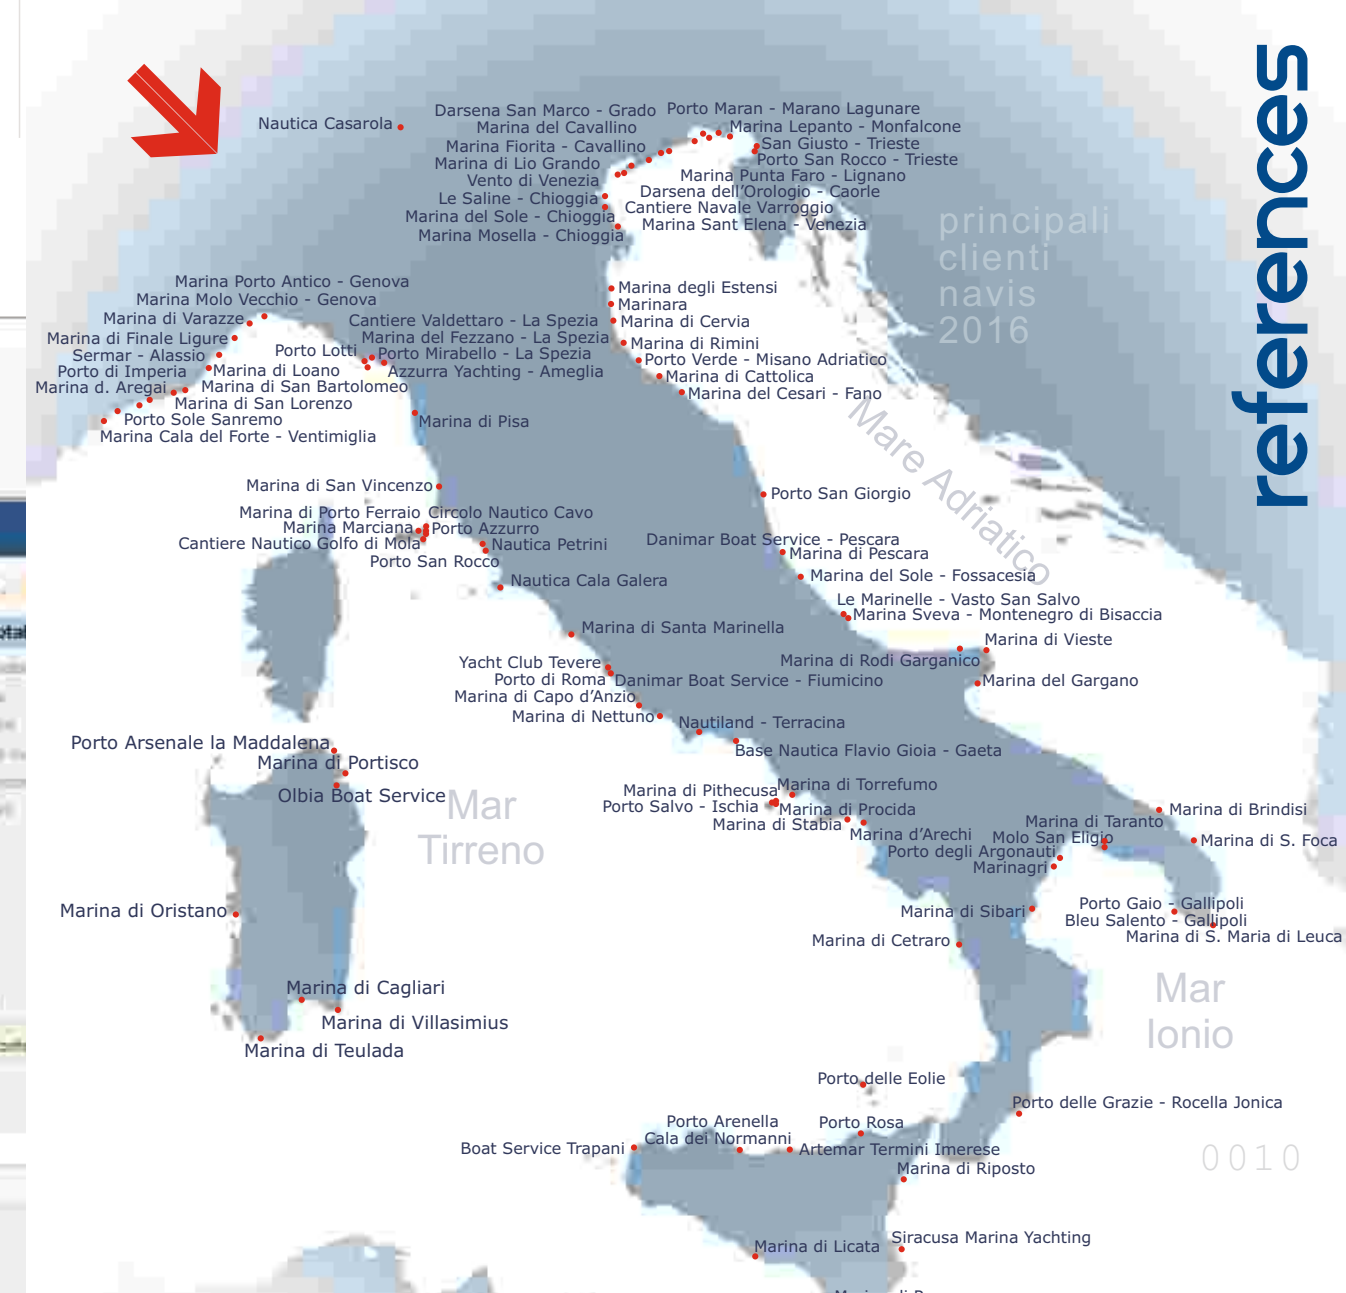 references
principali
clienti
navis
2016
Nautica Casarola
Darsena San Marco - Grado
Porto Maran - Marano Lagunare
Marina del Cavallino
Marina Lepanto - Monfalcone
Marina Fiorita - Cavallino
San Giusto - Trieste
Marina di Lio Grando
Porto San Rocco - Trieste
Vento di Venezia
Marina Punta Faro - Lignano
Le Saline - Chioggia
Darsena dell'Orologio - Caorle
Marina del Sole - Chioggia
Cantiere Navale Varroggio
Marina Mosella - Chioggia
Marina Sant Elena - Venezia
Marina Porto Antico - Genova
Marina Molo Vecchio - Genova
Marina di Varazze
Marina di Finale Ligure
Sermar - Alassio
Porto di Imperia
Marina di Loano
Marina d. Aregai
Marina di San Bartolomeo
Marina di San Lorenzo
Porto Sole Sanremo
Marina Cala del Forte - Ventimiglia
Cantiere Valdettaro - La Spezia
Marina del Fezzano - La Spezia
Porto Lotti
Porto Mirabello - La Spezia
Azzurra Yachting - Ameglia
Marina di Pisa
Marina degli Estensi
Marinara
Marina di Cervia
Marina di Rimini
Porto Verde - Misano Adriatico
Marina di Cattolica
Marina del Cesari - Fano
Mare Adriatico
Marina di San Vincenzo
Marina di Porto Ferraio
Circolo Nautico Cavo
Marina Marciana
Porto Azzurro
Cantiere Nautico Golfo di Mola
Nautica Petrini
Porto San Rocco
Nautica Cala Galera
Porto San Giorgio
Danimar Boat Service - Pescara
Marina di Pescara
Marina del Sole - Fossacesia
Le Marinelle - Vasto San Salvo
Marina Sveva - Montenegro di Bisaccia
Marina di Vieste
Marina di Rodi Garganico
Marina del Gargano
Marina di Santa Marinella
Yacht Club Tevere
Porto di Roma
Danimar Boat Service - Fiumicino
Marina di Capo d'Anzio
Marina di Nettuno
Nautiland - Terracina
Base Nautica Flavio Gioia - Gaeta
Porto Arsenale la Maddalena
Marina di Portisco
Olbia Boat Service
Mar
Tirreno
Marina di Pithecusa
Marina di Torrefumo
Porto Salvo - Ischia
Marina di Procida
Marina di Stabia
Marina d'Arechi
Marina di Brindisi
Marina di Taranto
Molo San Eligio
Marina di S. Foca
Porto degli Argonauti
Marinagri
Porto Gaio - Gallipoli
Marina di Sibari
Bleu Salento - Gallipoli
Marina di S. Maria di Leuca
Marina di Cetraro
Marina di Oristano
Marina di Cagliari
Marina di Villasimius
Marina di Teulada
Mar
Ionio
Porto delle Eolie
Porto delle Grazie - Rocella Jonica
Porto Arenella
Porto Rosa
Cala dei Normanni
Boat Service Trapani
Artemar Termini Imerese
Marina di Riposto
0010
Siracusa Marina Yachting
Marina di Licata